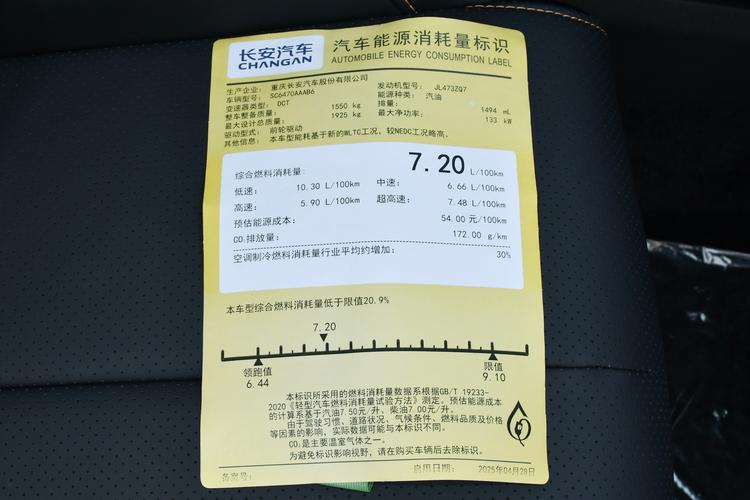 长安汽车 汽车能源消耗量标识
CHANGAN AUTOMOBILE ENERGY CONSUMPTION LABEL
生产企业: 重庆长安汽车股份有限公司
车辆型号: SC6470AAAB6 发动机型号: JL473ZQ7
变速器类型: DCT 能源种类: 汽油
整车整备质量: 1550 kg 排量: 1494 mL
最大设计总质量: 1925 kg 最大净功率: 133 kW
驱动型式: 前轮驱动
其他信息: 本车型能耗基于新的WLTC工况, 较NEDC工况略高.
综合燃料消耗量: 7.20 L/100km
低速: 10.30 L/100km 中速: 6.66 L/100km
高速: 5.90 L/100km 超高速: 7.48 L/100km
预估能源成本: 54.00 元/100km
CO₂排放量: 172.00 g/km
空调制冷燃料消耗量行业平均约增加: 30%
本车型综合燃料消耗量低于限值20.9%
7.20
领跑值 限值
6.44 9.10
本标识所采用的燃料消耗量数据系根据GB/T 19233-
2020《轻型汽车燃料消耗量试验方法》测定。预估能源成本
的计算系基于汽油7.50元/升、柴油7.00元/升。
由于驾驶习惯、道路状况、气候条件、燃料品质及价格
等因素的影响, 实际数据可能与本标识不同。
CO₂是主要温室气体之一。
为避免标识影响视野, 请在购买车辆后去除标识。
备案号: 启用日期: 2025年04月28日